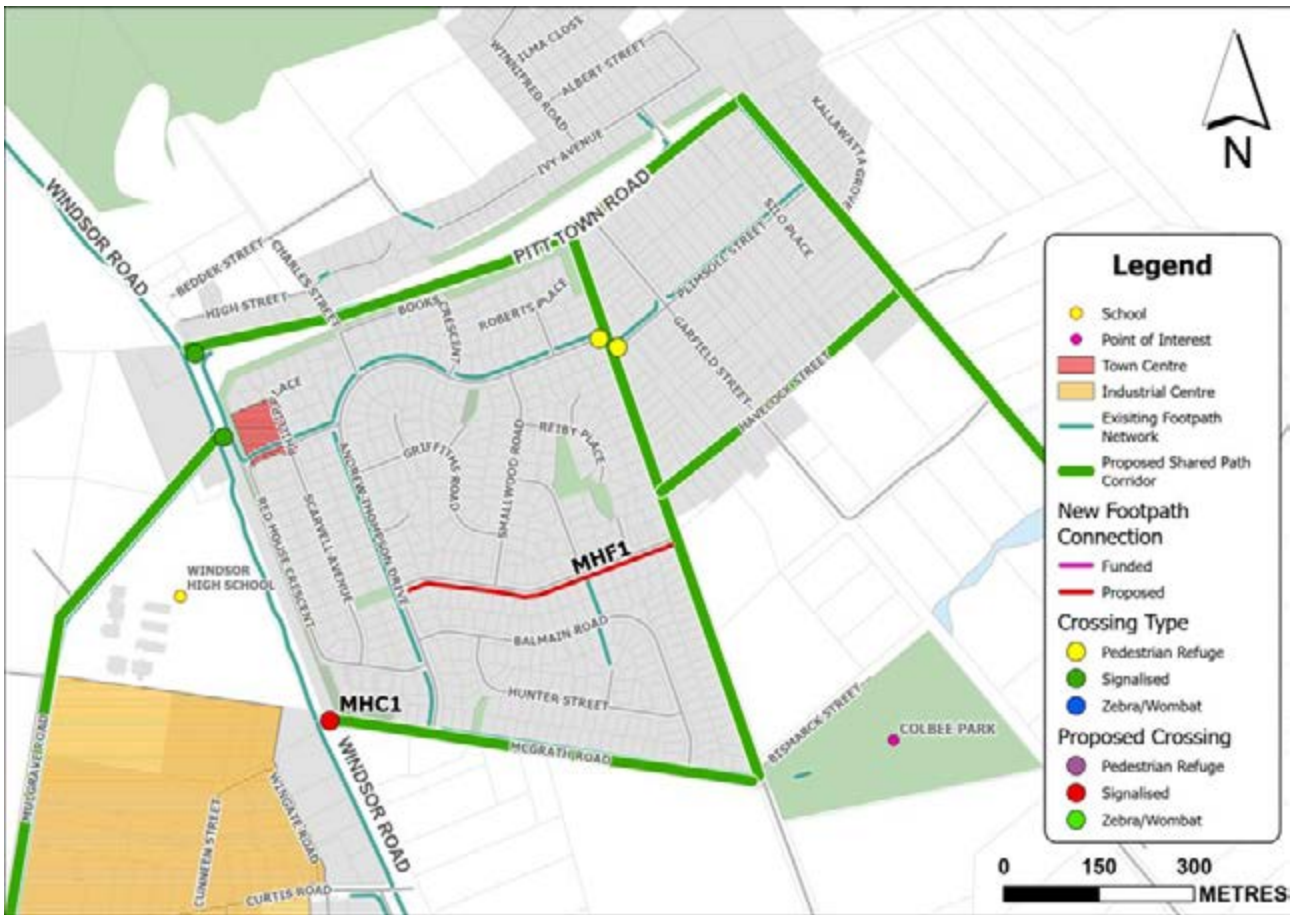 ILMA CLOSE
WINNIFRED ROAD
ALBERT STREET
KALLAWATTA GROVE
IVY AVENUE
N
WINDSOR ROAD
PITT TOWN ROAD
BEDDEK STREET
CHARLES STREET
SILO PLACE
PLIMSOLL STREET
HIGH STREET
BOOKS
CRESCENT
ROBERTS PLACE
GARFIELD STREET
HAVELOCK STREET
PLACE
GRIFFITHS ROAD
SMALLWOOD ROAD
REIBY PLACE
ANDREW THOMPSON DRIVE
SCARVELL AVENUE
RED HOUSE CRESCENT
MHF1
WINDSOR
HIGH SCHOOL
BALMAIN ROAD
HUNTER STREET
MHC1
MCGRATH ROAD
BISMARCK STREET
COLBEE PARK
MULGRAVE ROAD
WINDSOR ROAD
WINGATE ROAD
CUNNEEN STREET
CURTIS ROAD
Legend
School
Point of Interest
Town Centre
Industrial Centre
Exisiting Footpath
Network
Proposed Shared Path
Corridor
New Footpath
Connection
Funded
Proposed
Crossing Type
Pedestrian Refuge
Signalised
Zebra/Wombat
Proposed Crossing
Pedestrian Refuge
Signalised
Zebra/Wombat
0 150 300
METRES